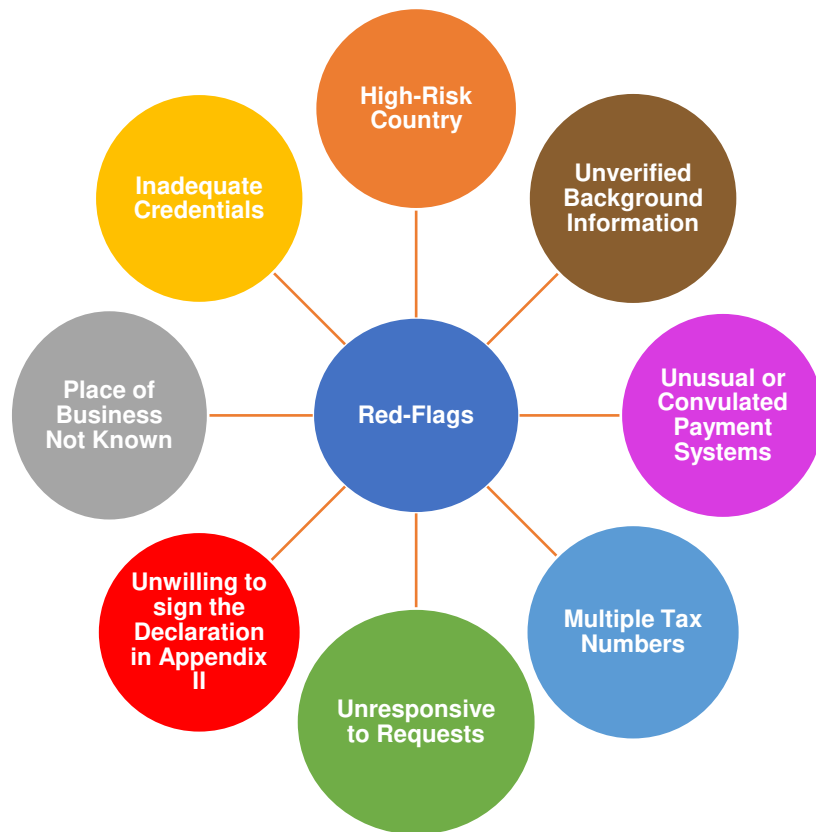 High-Risk
Country
Unverified
Background
Information
Unusual or
Convulated
Payment
Systems
Multiple Tax
Numbers
Unresponsive
to Requests
Unwilling to
sign the
Declaration
in Appendix
II
Place of
Business
Not Known
Inadequate
Credentials
Red-Flags